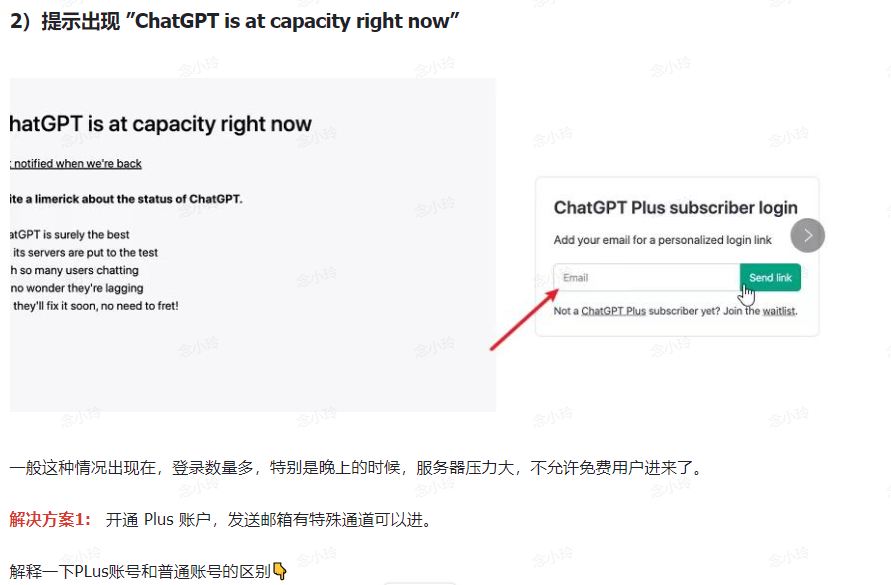 2）提示出现 ”ChatGPT is at capacity right now”
hatGPT is at capacity right now
notified when we're back
ite a limerick about the status of ChatGPT.
atGPT is surely the best
its servers are put to the test
h so many users chatting
no wonder they're lagging
they'll fix it soon, no need to fret!
ChatGPT Plus subscriber login
Add your email for a personalized login link
Email
Send link
Not a ChatGPT Plus subscriber yet? Join the waitlist.
一般这种情况出现在，登录数量多，特别是晚上的时候，服务器压力大，不允许免费用户进来了。
解决方案1： 开通 Plus 账户，发送邮箱有特殊通道可以进。
解释一下PLus账号和普通账号的区别👇
念小玲